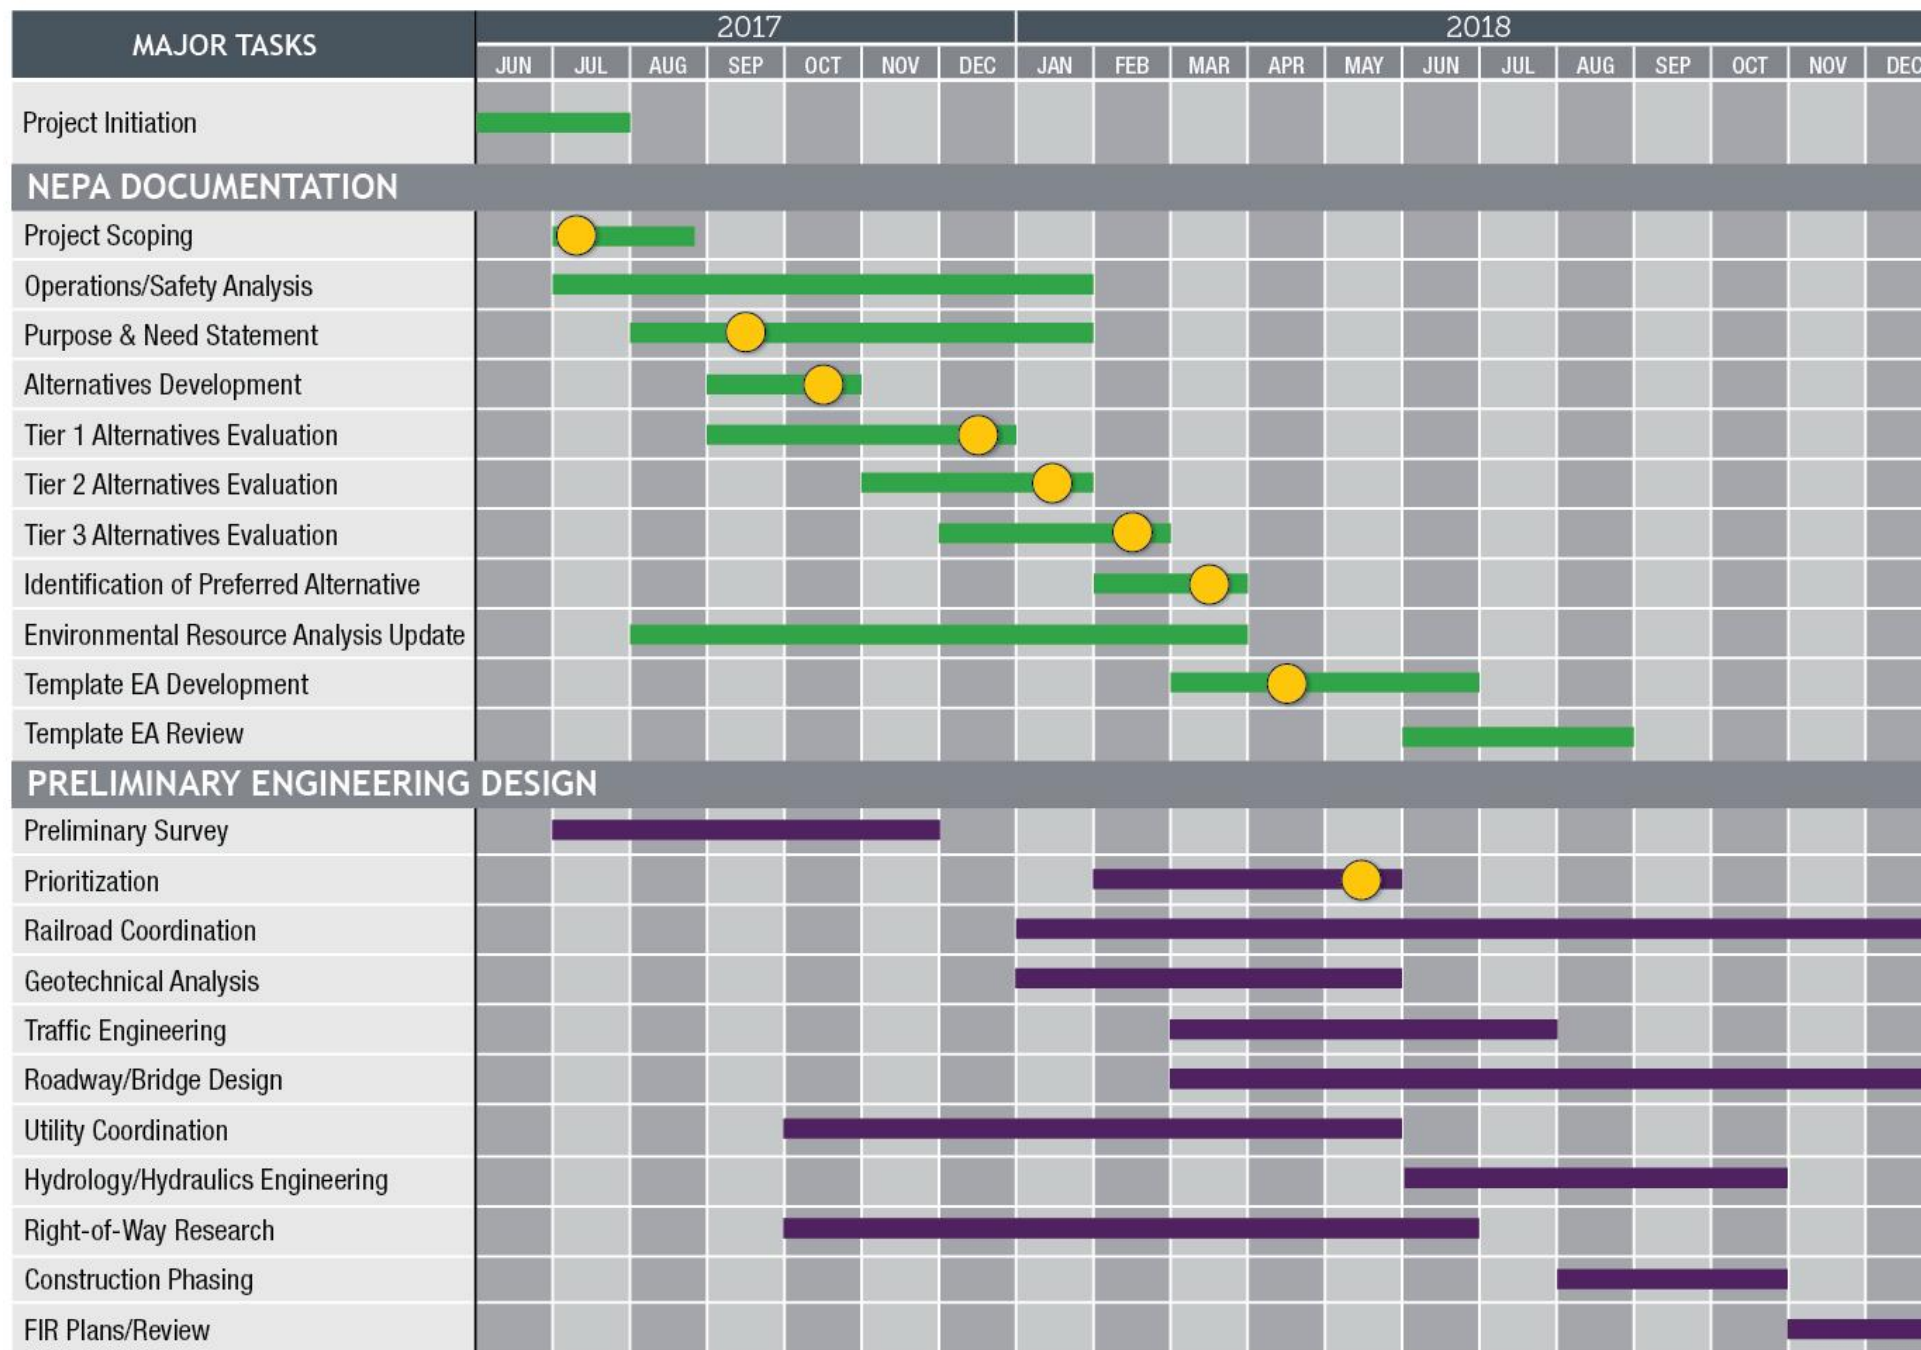 MAJOR TASKS
2017
2018
JUN JUL AUG SEP OCT NOV DEC JAN FEB MAR APR MAY JUN JUL AUG SEP OCT NOV DEC
Project Initiation
NEPA DOCUMENTATION
Project Scoping
Operations/Safety Analysis
Purpose & Need Statement
Alternatives Development
Tier 1 Alternatives Evaluation
Tier 2 Alternatives Evaluation
Tier 3 Alternatives Evaluation
Identification of Preferred Alternative
Environmental Resource Analysis Update
Template EA Development
Template EA Review
PRELIMINARY ENGINEERING DESIGN
Preliminary Survey
Prioritization
Railroad Coordination
Geotechnical Analysis
Traffic Engineering
Roadway/Bridge Design
Utility Coordination
Hydrology/Hydraulics Engineering
Right-of-Way Research
Construction Phasing
FIR Plans/Review